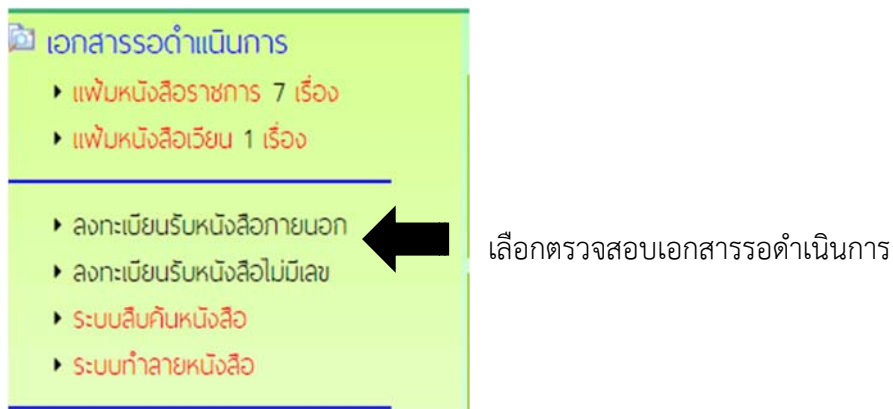 เอกสารรอดำแนินการ
แฟ้มหนังสือราชการ 7 เรื่อง
แฟ้มหนังสือเวียน 1 เรื่อง
ลงทะเบียนรับหนังสือภายนอก
เลือกตรวจสอบเอกสารรอดำเนินการ
ลงทะเบียนรับหนังสือไม่มีเลข
ระบบสืบค้นหนังสือ
ระบบทำลายหนังสือ